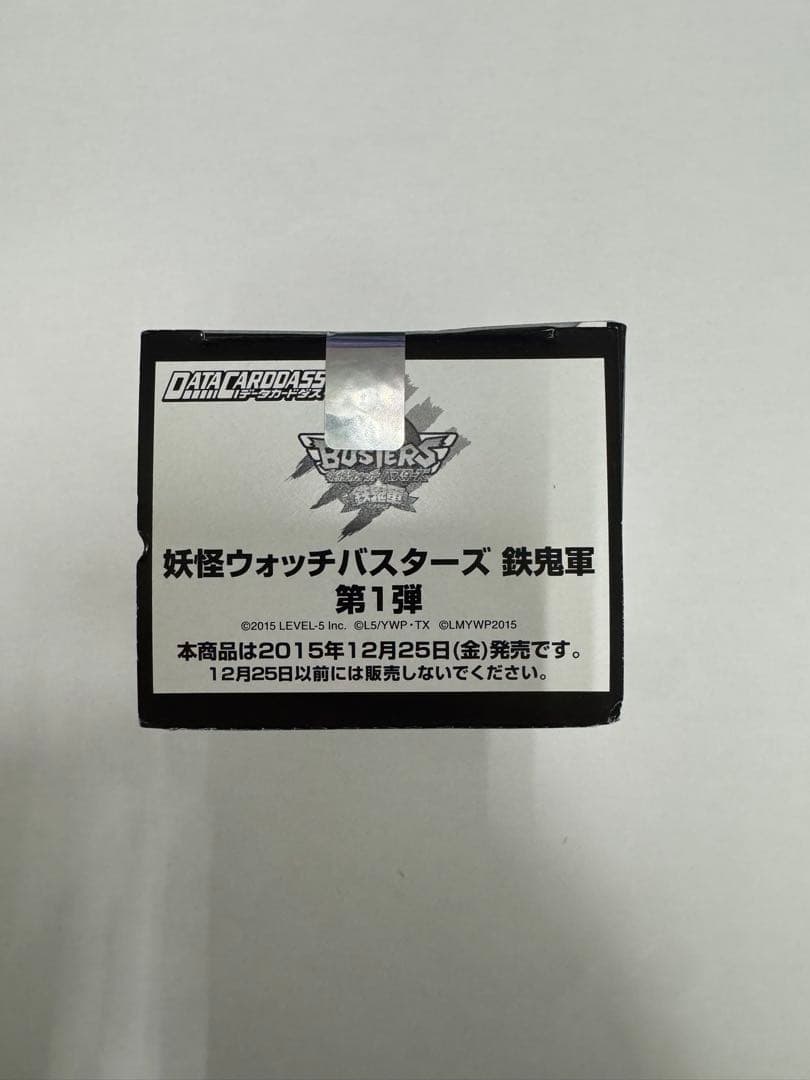 DATA CARDDASS
データカードダス
BUSTERS
鉄鬼軍
妖怪ウォッチバスターズ 鉄鬼軍
第1弾
©2015 LEVEL-5 Inc. ©L5/YWP・TX ©LMYWP2015
本商品は2015年12月25日(金)発売です。
12月25日以前には販売しないでください。